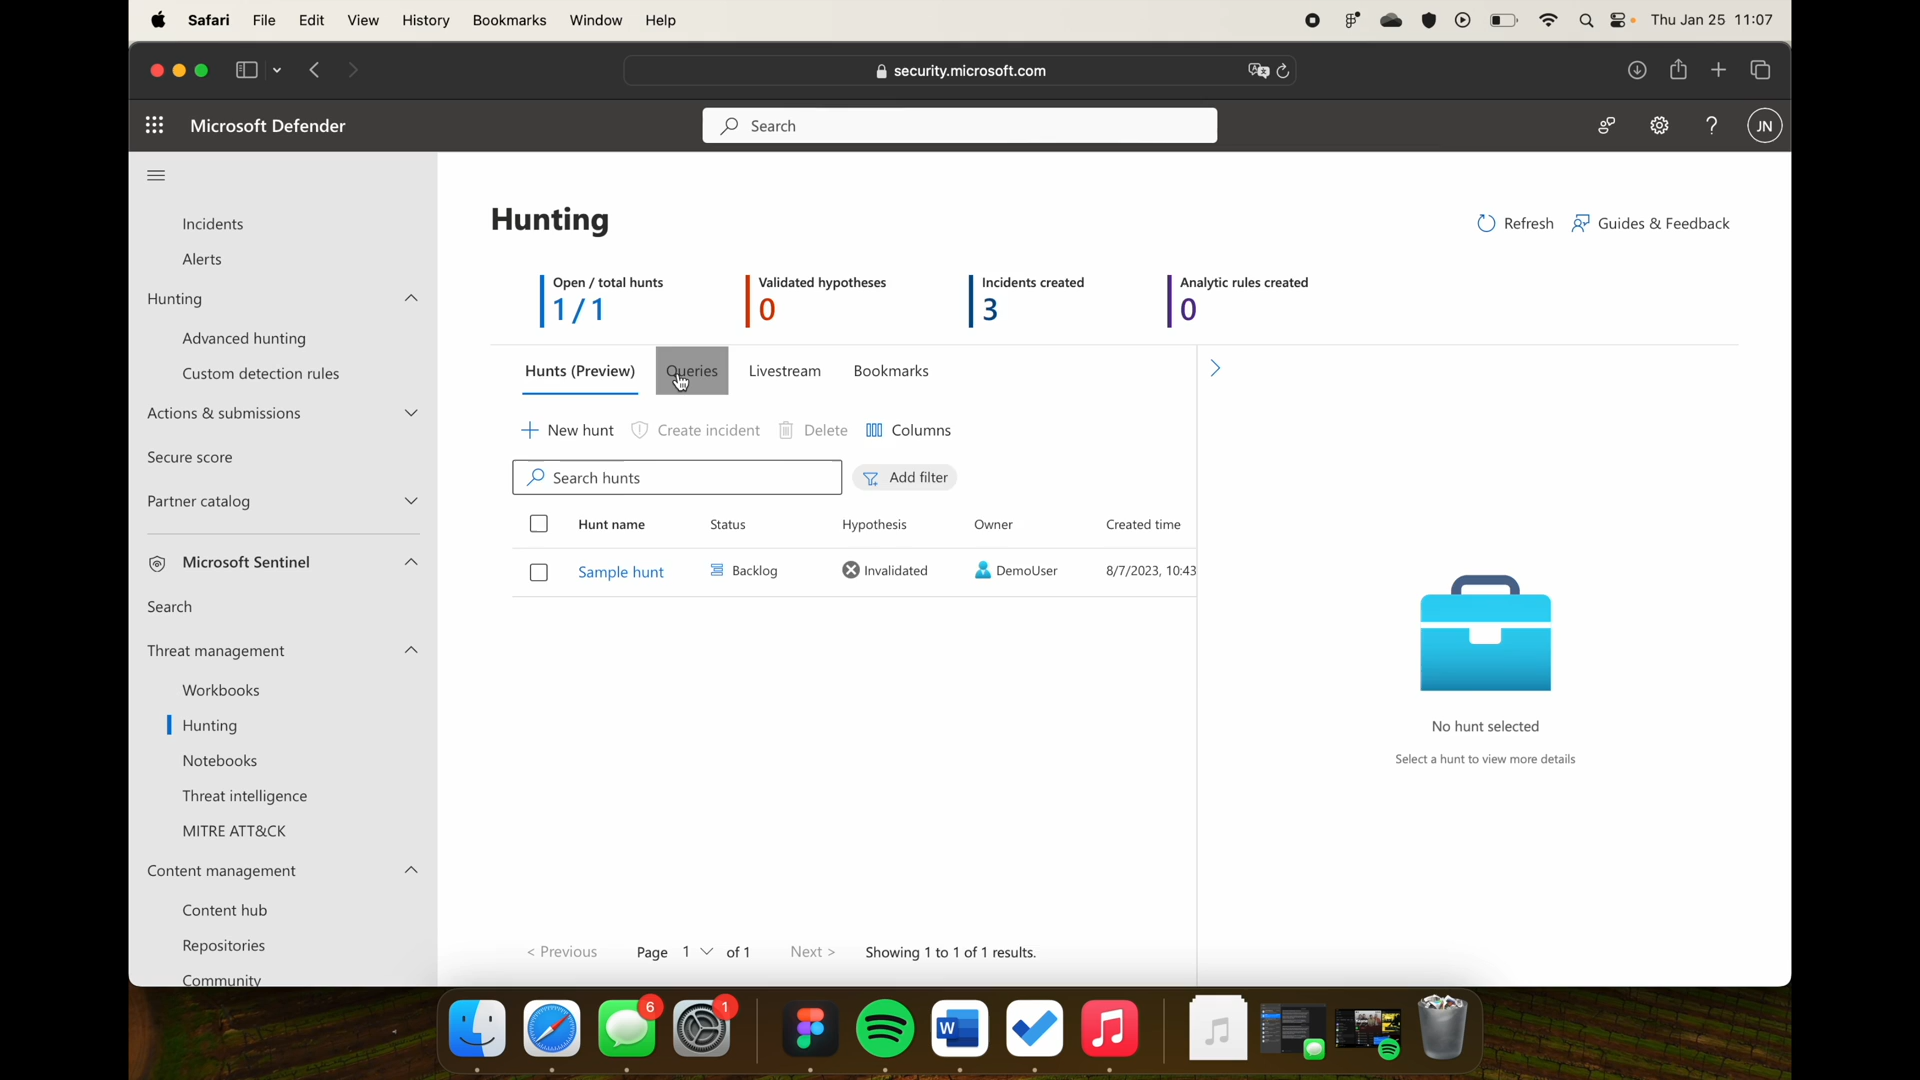 Safari File Edit View History Bookmarks Window Help Thu Jan 25 11:07
security.microsoft.com
Microsoft Defender Search JN
Incidents
Alerts
Hunting
Advanced hunting
Custom detection rules
Actions & submissions
Secure score
Partner catalog
Microsoft Sentinel
Search
Threat management
Workbooks
Hunting
Notebooks
Threat intelligence
MITRE ATT&CK
Content management
Content hub
Repositories
Community
Hunting
Refresh Guides & Feedback
Open / total hunts
1/1
Validated hypotheses
0
Incidents created
3
Analytic rules created
0
Hunts (Preview) Queries Livestream Bookmarks
New hunt Create incident Delete Columns
Search hunts Add filter
Hunt name Status Hypothesis Owner Created time
Sample hunt Backlog Invalidated DemoUser 8/7/2023, 10:43
No hunt selected
Select a hunt to view more details
< Previous Page 1 of 1 Next > Showing 1 to 1 of 1 results.
6 1
W